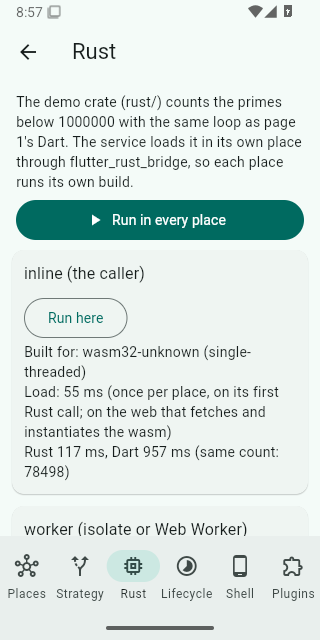 8:57
Rust
The demo crate (rust/) counts the primes
below 1000000 with the same loop as page
1's Dart. The service loads it in its own place
through flutter_rust_bridge, so each place
runs its own build.
Run in every place
inline (the caller)
Run here
Built for: wasm32-unknown (single-
threaded)
Load: 55 ms (once per place, on its first
Rust call; on the web that fetches and
instantiates the wasm)
Rust 117 ms, Dart 957 ms (same count:
78498)
worker (isolate or Web Worker)
Places Strategy Rust Lifecycle Shell Plugins